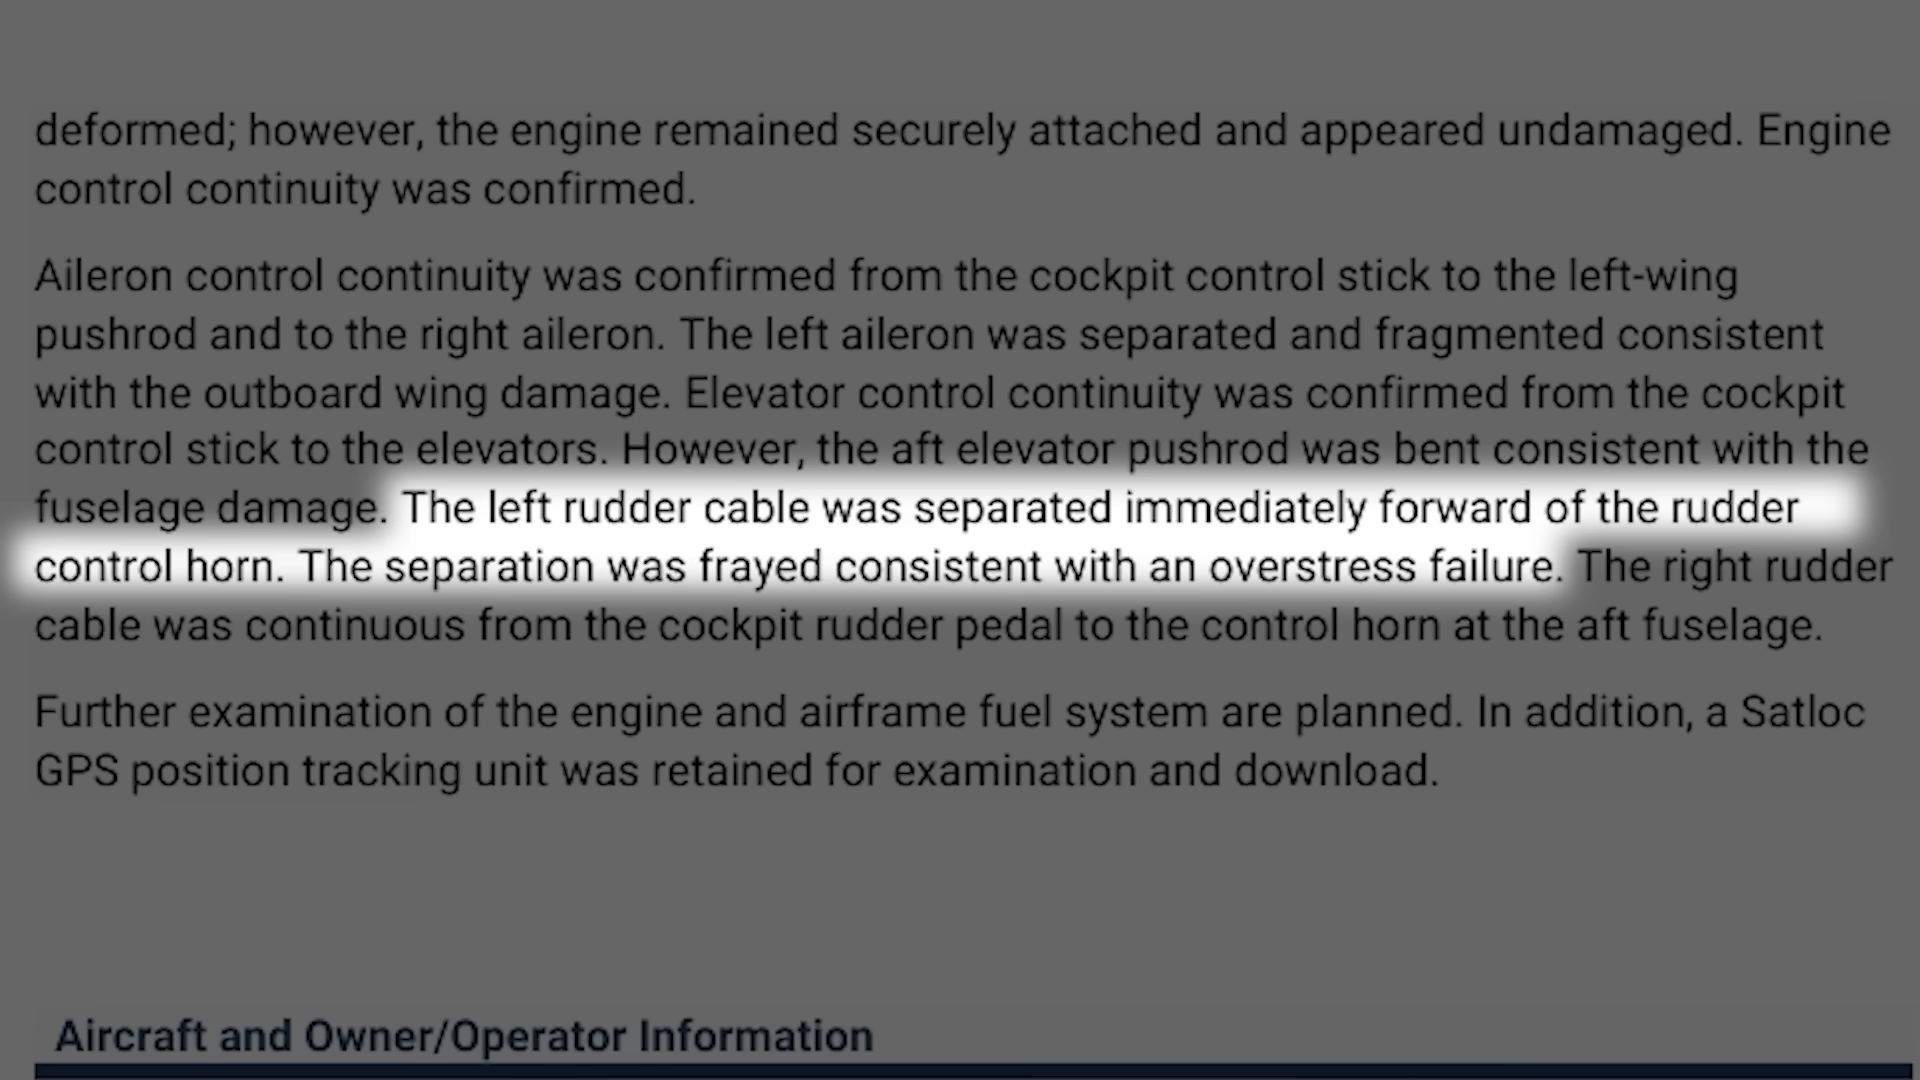 deformed; however, the engine remained securely attached and appeared undamaged. Engine
control continuity was confirmed.
Aileron control continuity was confirmed from the cockpit control stick to the left-wing
pushrod and to the right aileron. The left aileron was separated and fragmented consistent
with the outboard wing damage. Elevator control continuity was confirmed from the cockpit
control stick to the elevators. However, the aft elevator pushrod was bent consistent with the
fuselage damage. The left rudder cable was separated immediately forward of the rudder
control horn. The separation was frayed consistent with an overstress failure. The right rudder
cable was continuous from the cockpit rudder pedal to the control horn at the aft fuselage.
Further examination of the engine and airframe fuel system are planned. In addition, a Satloc
GPS position tracking unit was retained for examination and download.
Aircraft and Owner/Operator Information